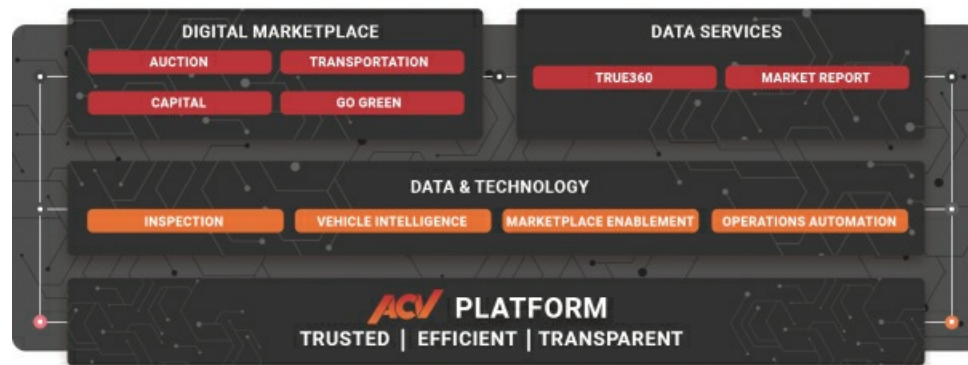 DIGITAL MARKETPLACE
AUCTION
TRANSPORTATION
CAPITAL
GO GREEN
DATA SERVICES
TRUE360
MARKET REPORT
DATA & TECHNOLOGY
INSPECTION
VEHICLE INTELLIGENCE
MARKETPLACE ENABLEMENT
OPERATIONS AUTOMATION
ACV PLATFORM
TRUSTED | EFFICIENT | TRANSPARENT